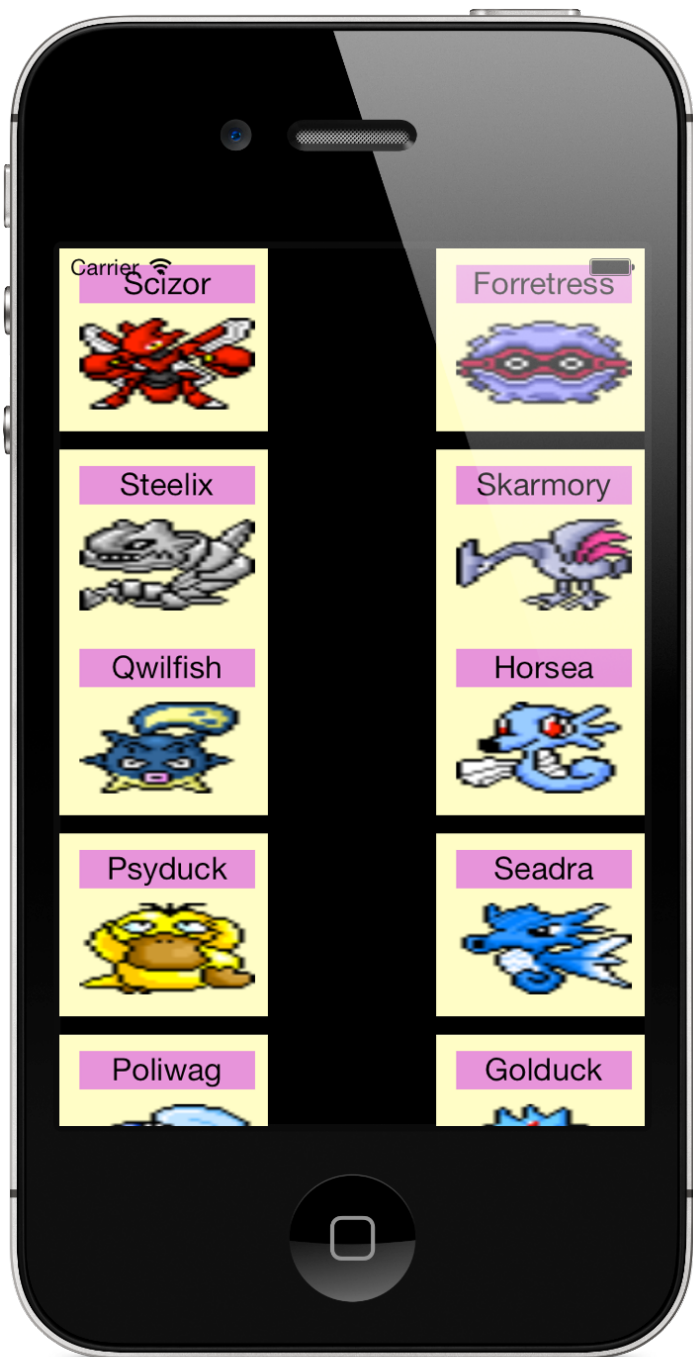 Carrier
Scizor
Forretress
Steelix
Skarmory
Qwilfish
Horsea
Psyduck
Seadra
Poliwag
Golduck